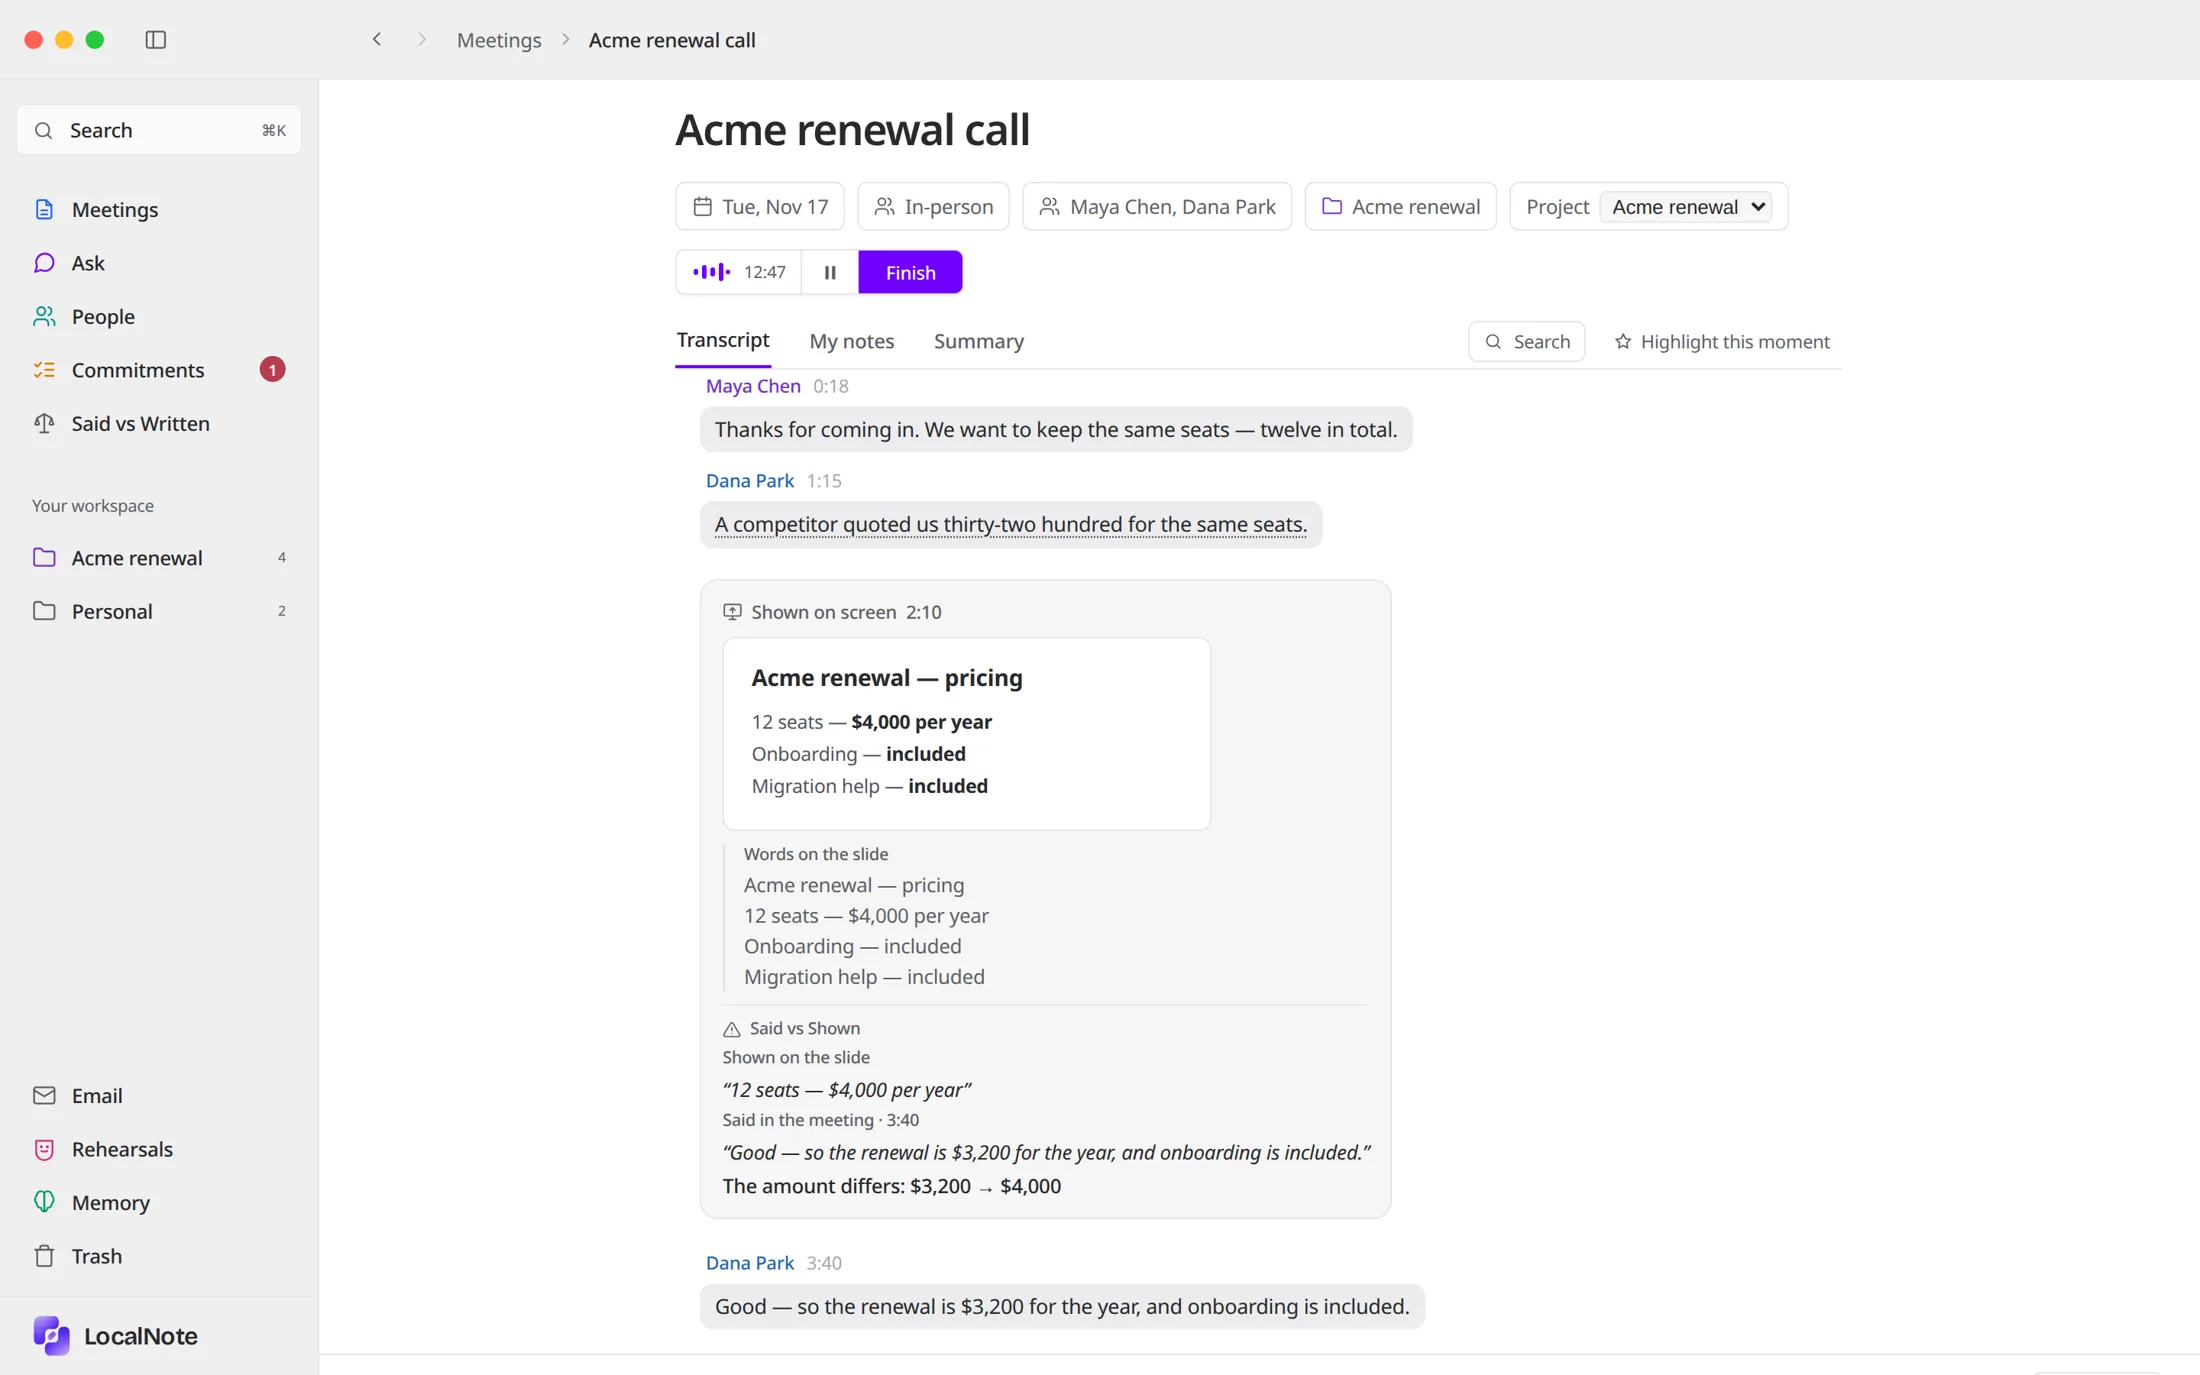 Meetings
Acme renewal call
Search ⌘K
Meetings
Ask
People
Commitments 1
Said vs Written
Your workspace
Acme renewal 4
Personal 2
Email
Rehearsals
Memory
Trash
LocalNote
Acme renewal call
Tue, Nov 17
In-person
Maya Chen, Dana Park
Acme renewal
Project Acme renewal
12:47
Finish
Transcript
My notes
Summary
Search
Highlight this moment
Maya Chen 0:18
Thanks for coming in. We want to keep the same seats — twelve in total.
Dana Park 1:15
A competitor quoted us thirty-two hundred for the same seats.
Shown on screen 2:10
Acme renewal — pricing
12 seats — $4,000 per year
Onboarding — included
Migration help — included
Words on the slide
Acme renewal — pricing
12 seats — $4,000 per year
Onboarding — included
Migration help — included
Said vs Shown
Shown on the slide
“12 seats — $4,000 per year”
Said in the meeting · 3:40
“Good — so the renewal is $3,200 for the year, and onboarding is included.”
The amount differs: $3,200 → $4,000
Dana Park 3:40
Good — so the renewal is $3,200 for the year, and onboarding is included.